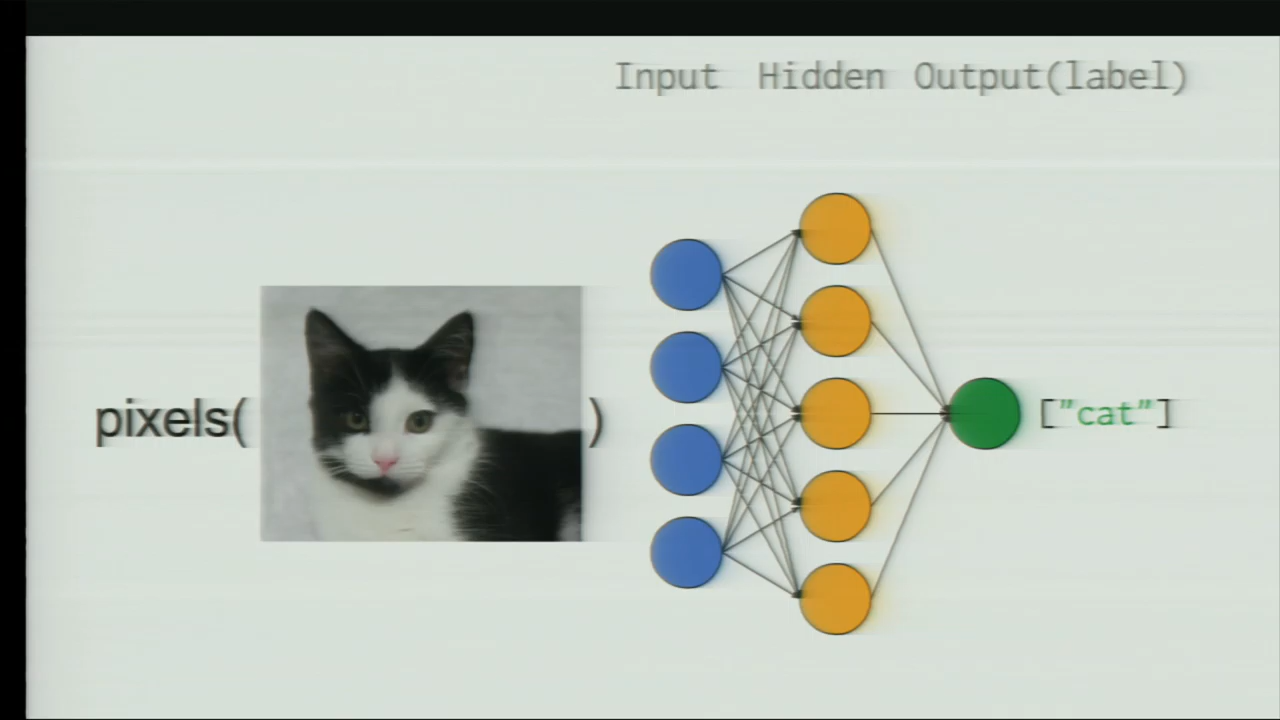 Input Hidden Output(label)
pixels( )
["cat"]